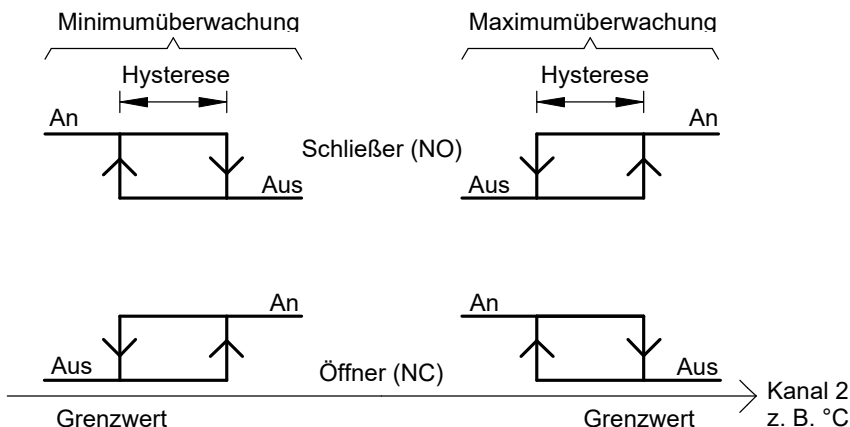 Minimumüberwachung
Maximumüberwachung
Hysterese
Hysterese
An
An
Schließer (NO)
Aus
Aus
An
An
Aus
Öffner (NC)
Aus
Kanal 2
z. B. °C
Grenzwert
Grenzwert